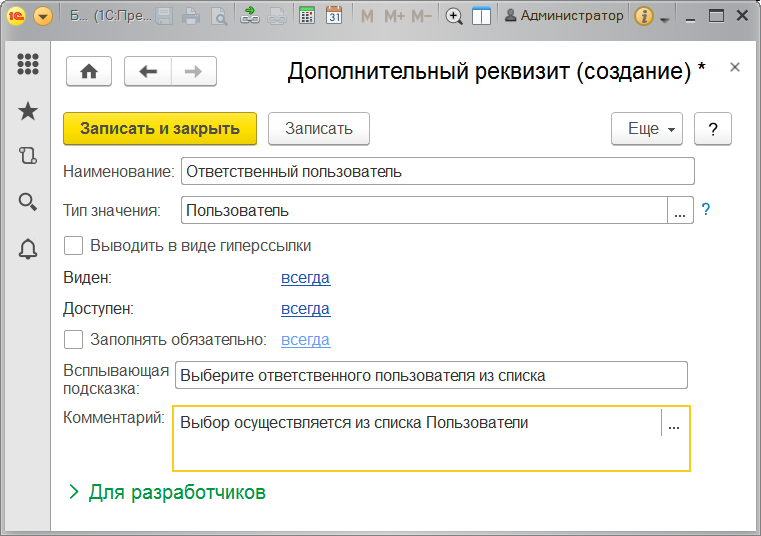 Б... (1С:Пре...
31
M M+ M−
Администратор
Дополнительный реквизит (создание) *
Записать и закрыть
Записать
Еще
?
Наименование: Ответственный пользователь
Тип значения: Пользователь ... ?
Выводить в виде гиперссылки
Виден: всегда
Доступен: всегда
Заполнять обязательно: всегда
Всплывающая
подсказка: Выберите ответственного пользователя из списка
Комментарий: Выбор осуществляется из списка Пользователи ...
Для разработчиков